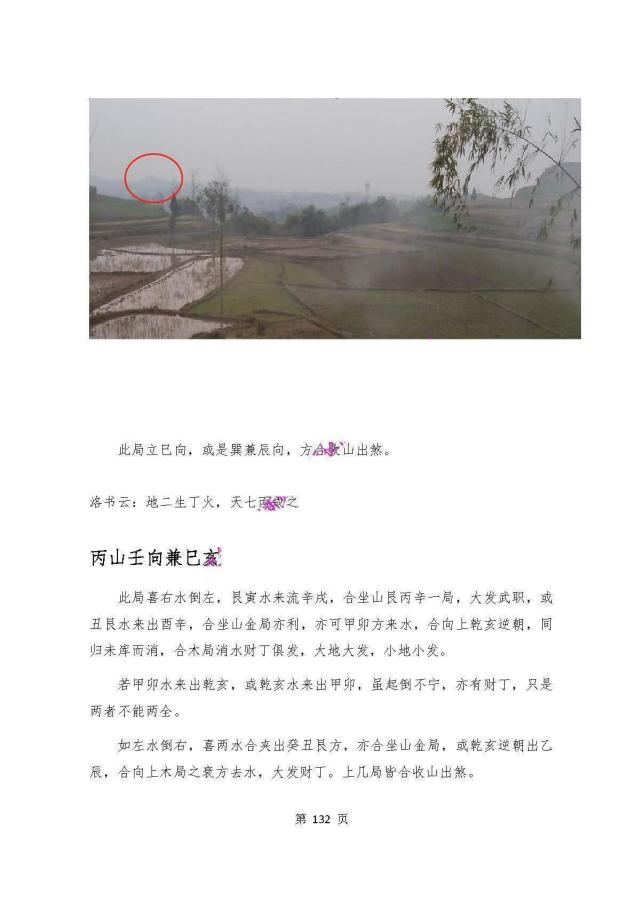 此局立巳向，或是巽兼辰向，方合收山出煞。
洛书云：地二生丁火，天七丙成之
丙山壬向兼巳亥
此局喜右水倒左，艮寅水来流辛戌，合坐山艮丙辛一局，大发武职，或
丑艮水来出酉辛，合坐山金局亦利，亦可甲卯方来水，合向上乾亥逆朝，同
归未库而消，合木局消水财丁俱发，大地大发，小地小发。
若甲卯水来出乾亥，或乾亥水来出甲卯，虽起倒不宁，亦有财丁，只是
两者不能两全。
如左水倒右，喜两水合夹出癸丑艮方，亦合坐山金局，或乾亥逆朝出乙
辰，合向上木局之衰方去水，大发财丁。上几局皆合收山出煞。
第 132 页